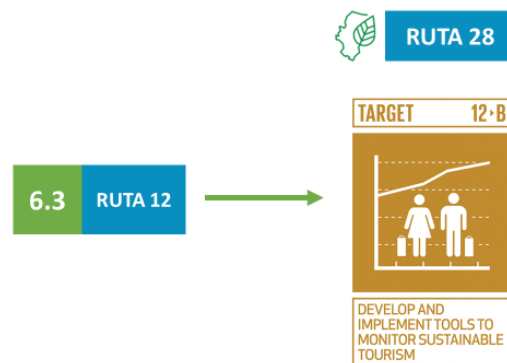 RUTA 28
TARGET 12▸B
6.3 RUTA 12
DEVELOP AND
IMPLEMENT TOOLS TO
MONITOR SUSTAINABLE
TOURISM